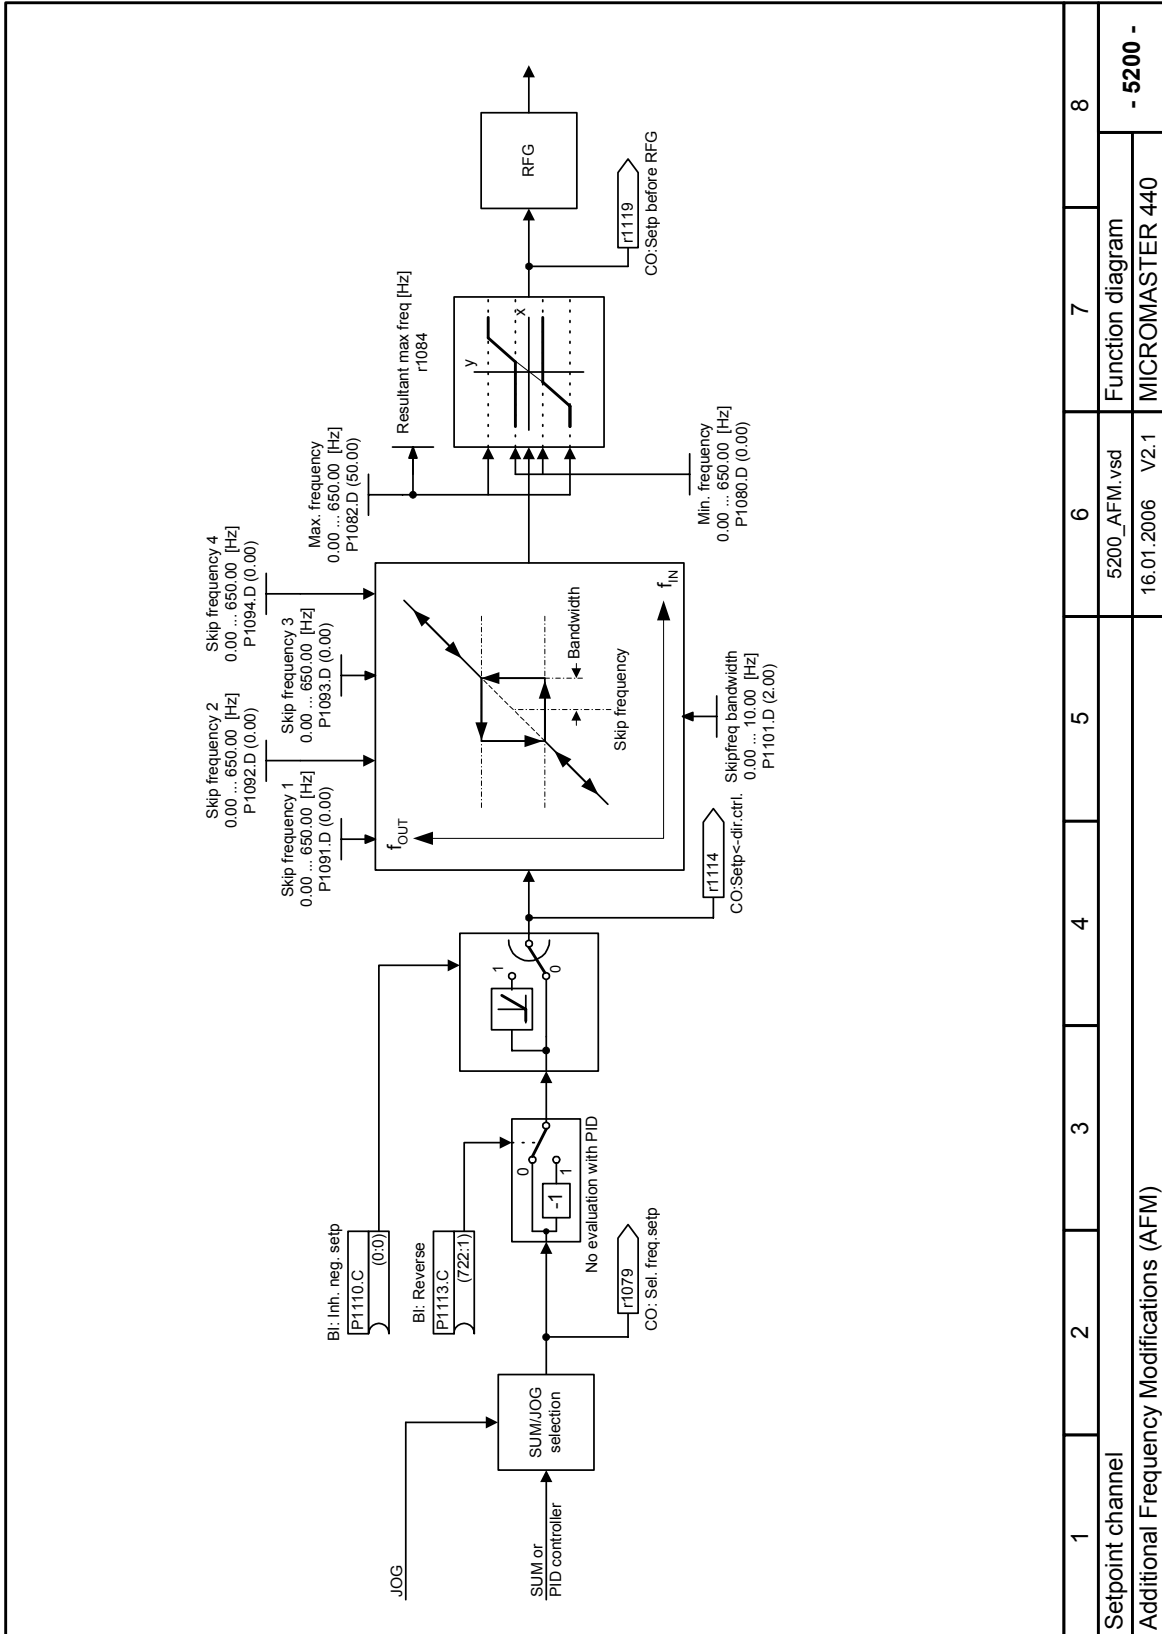 JOG
SUM or
PID controller
SUM/JOG
selection
r1079
CO: Sel. freq.setp
BI: Inh. neg. setp
P1110.C
(0:0)
BI: Reverse
P1113.C
(722:1)
0
1
-1
No evaluation with PID
1
0
r1114
CO:Setp<-dir.ctrl.
Skip frequency 1
0.00 ... 650.00 [Hz]
P1091.D (0.00)
Skip frequency 2
0.00 ... 650.00 [Hz]
P1092.D (0.00)
Skip frequency 3
0.00 ... 650.00 [Hz]
P1093.D (0.00)
Skip frequency 4
0.00 ... 650.00 [Hz]
P1094.D (0.00)
fOUT
fIN
Bandwidth
Skip frequency
Skipfreq bandwidth
0.00 ... 10.00 [Hz]
P1101.D (2.00)
Max. frequency
0.00 ... 650.00 [Hz]
P1082.D (50.00)
Resultant max freq [Hz]
r1084
Min. frequency
0.00 ... 650.00 [Hz]
P1080.D (0.00)
y
x
r1119
CO:Setp before RFG
RFG
1
2
3
4
5
6
7
8
Setpoint channel
Additional Frequency Modifications (AFM)
5200_AFM.vsd
16.01.2006 V2.1
Function diagram
MICROMASTER 440
- 5200 -